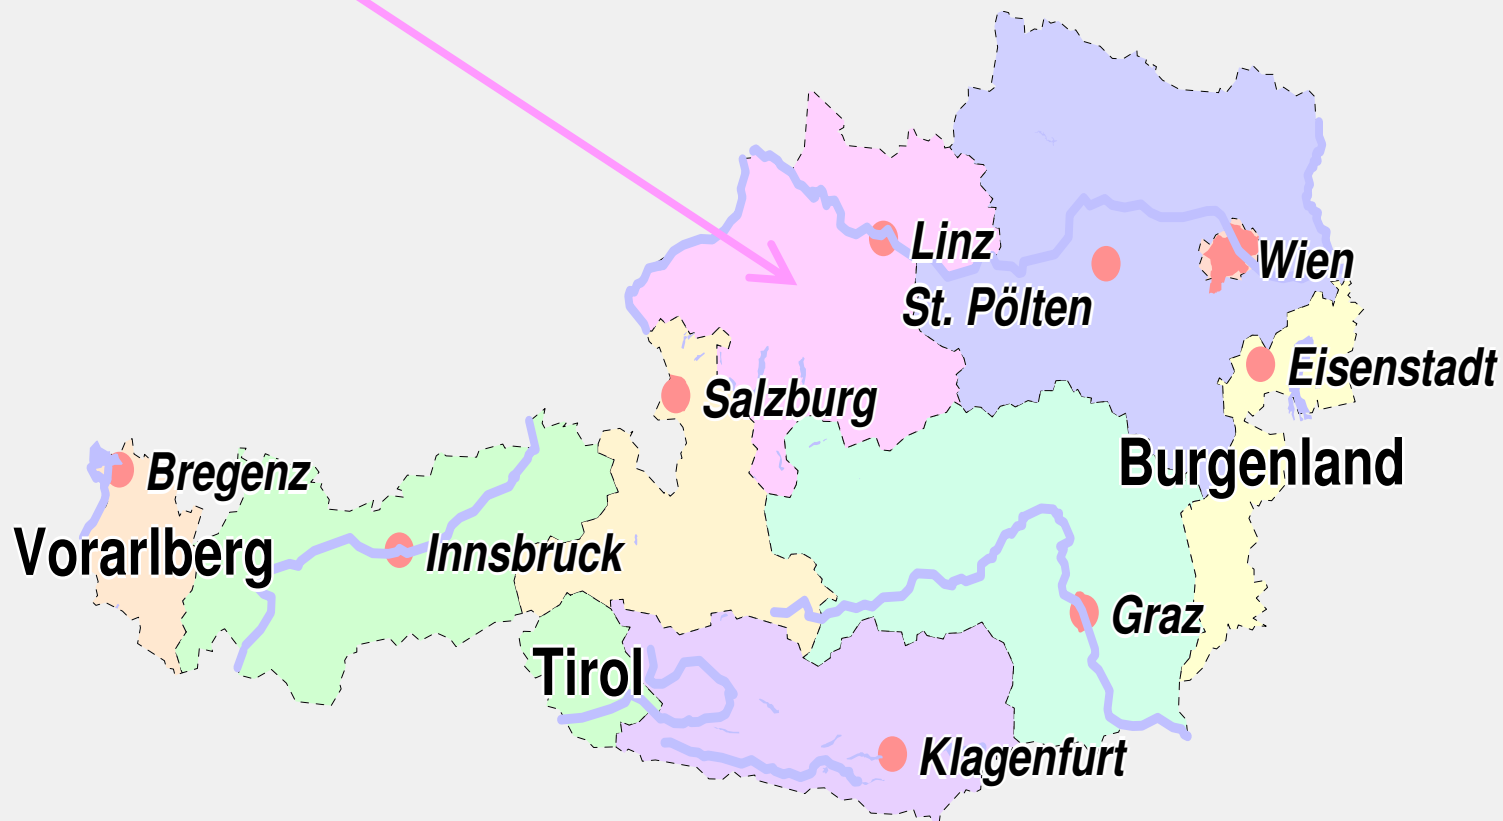 Linz
Wien
St. Pölten
Eisenstadt
Salzburg
Burgenland
Bregenz
Vorarlberg
Innsbruck
Graz
Tirol
Klagenfurt